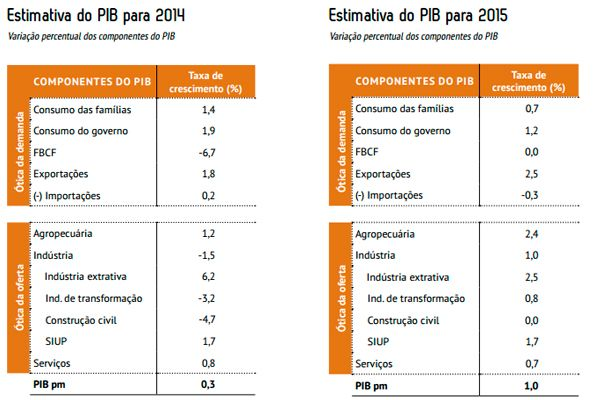 Estimativa do PIB para 2014
Variação percentual dos componentes do PIB
COMPONENTES DO PIB Taxa de crescimento (%)
Ótica da demanda
Consumo das famílias 1,4
Consumo do governo 1,9
FBCF -6,7
Exportações 1,8
(-) Importações 0,2
Ótica da oferta
Agropecuária 1,2
Indústria -1,5
Indústria extrativa 6,2
Ind. de transformação -3,2
Construção civil -4,7
SIUP 1,7
Serviços 0,8
PIB pm 0,3
Estimativa do PIB para 2015
Variação percentual dos componentes do PIB
COMPONENTES DO PIB Taxa de crescimento (%)
Ótica da demanda
Consumo das famílias 0,7
Consumo do governo 1,2
FBCF 0,0
Exportações 2,5
(-) Importações -0,3
Ótica da oferta
Agropecuária 2,4
Indústria 1,0
Indústria extrativa 2,5
Ind. de transformação 0,8
Construção civil 0,0
SIUP 1,7
Serviços 0,7
PIB pm 1,0